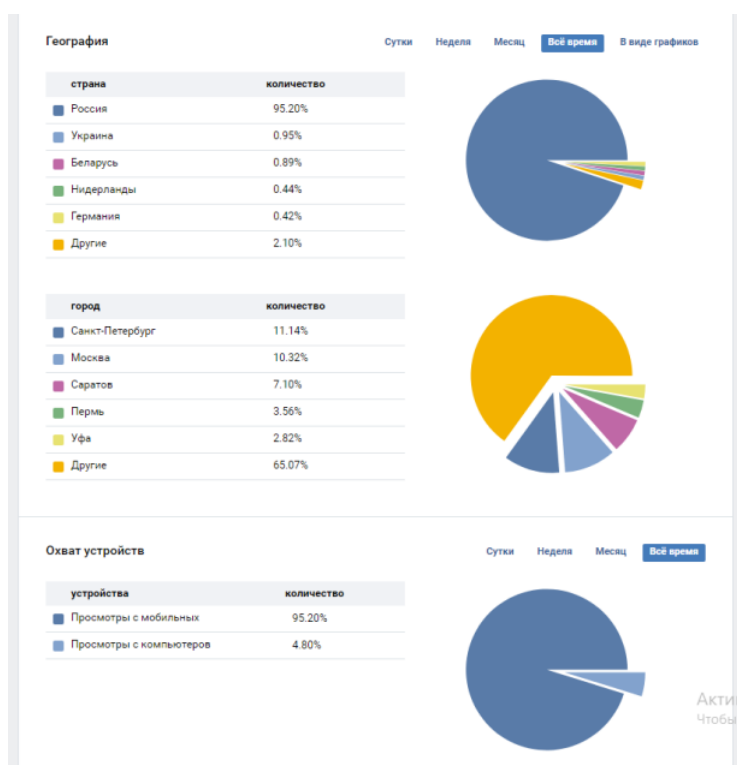 География Сутки Неделя Месяц Всё время В виде графиков
страна количество
Россия 95.20%
Украина 0.95%
Беларусь 0.89%
Нидерланды 0.44%
Германия 0.42%
Другие 2.10%
город количество
Санкт-Петербург 11.14%
Москва 10.32%
Саратов 7.10%
Пермь 3.56%
Уфа 2.82%
Другие 65.07%
Охват устройств Сутки Неделя Месяц Всё время
устройства количество
Просмотры с мобильных 95.20%
Просмотры с компьютеров 4.80%
Акти
Чтобы